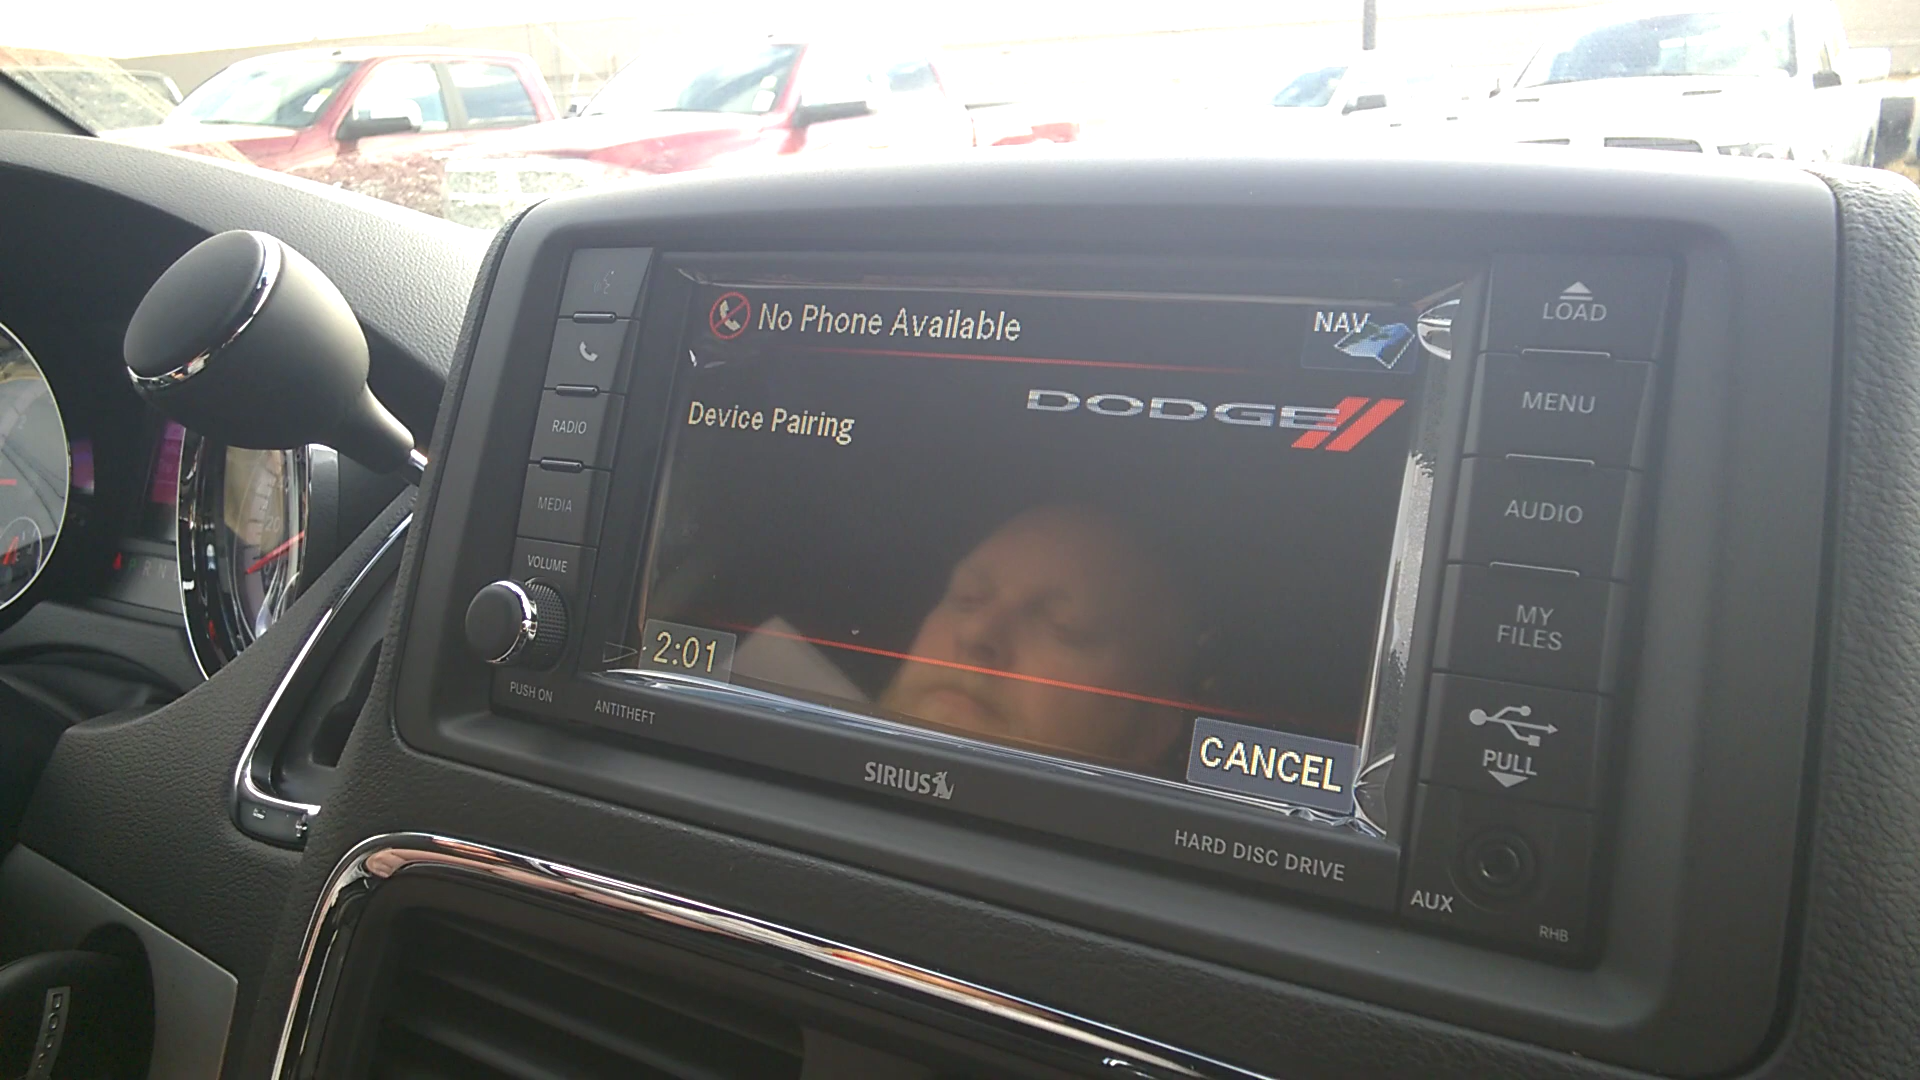 No Phone Available
NAV
DODGE
Device Pairing
2:01
CANCEL
RADIO
MEDIA
VOLUME
PUSH ON
ANTITHEFT
SIRIUS
HARD DISC DRIVE
LOAD
MENU
AUDIO
MY
FILES
PULL
AUX
RHB
20
P R N